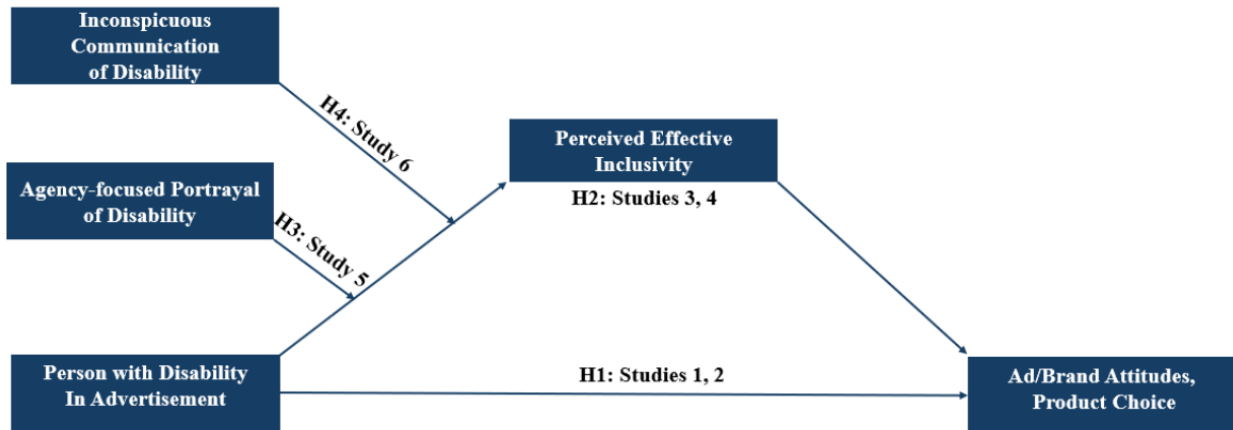 Inconspicuous
Communication
of Disability
H4: Study 6
Perceived Effective
Inclusivity
H2: Studies 3, 4
Agency-focused Portrayal
of Disability
H3: Study 5
Person with Disability
In Advertisement
H1: Studies 1, 2
Ad/Brand Attitudes,
Product Choice